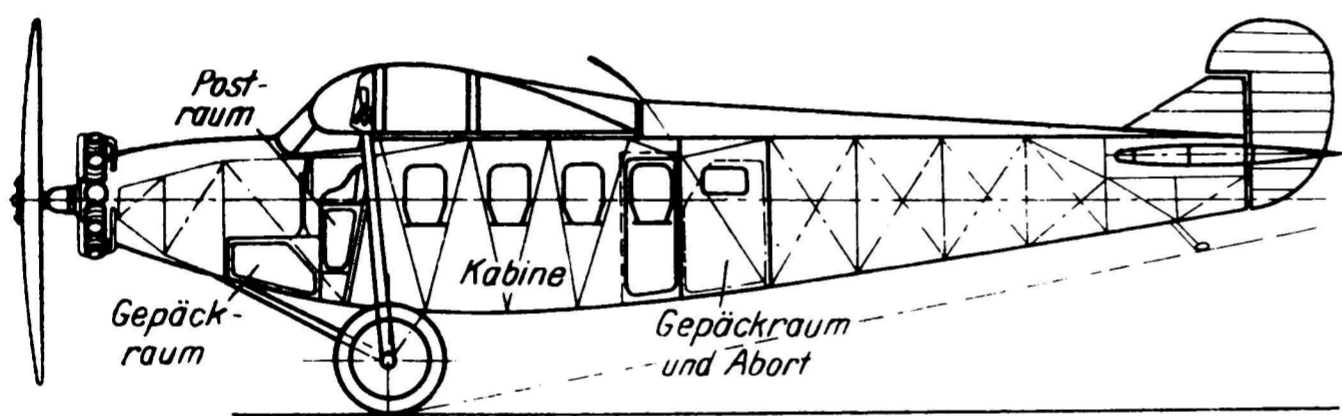 Post-
raum
Kabine
Gepäck-
raum
Gepäckraum
und Abort